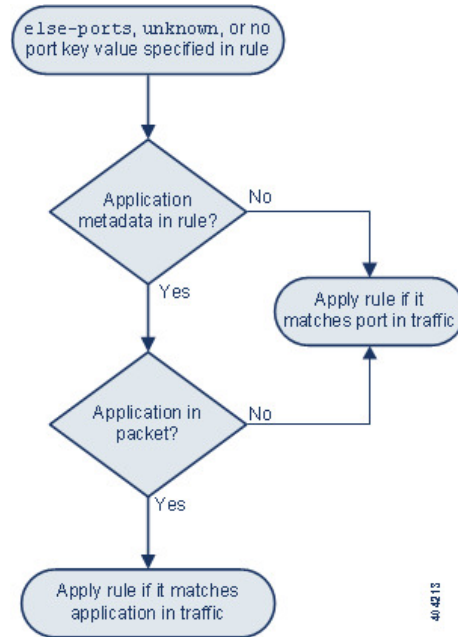 else-ports, unknown, or no
port key value specified in rule
Application
metadata in rule?
No
Yes
Apply rule if it
matches port in traffic
Application in
packet?
No
Yes
Apply rule if it matches
application in traffic
404213